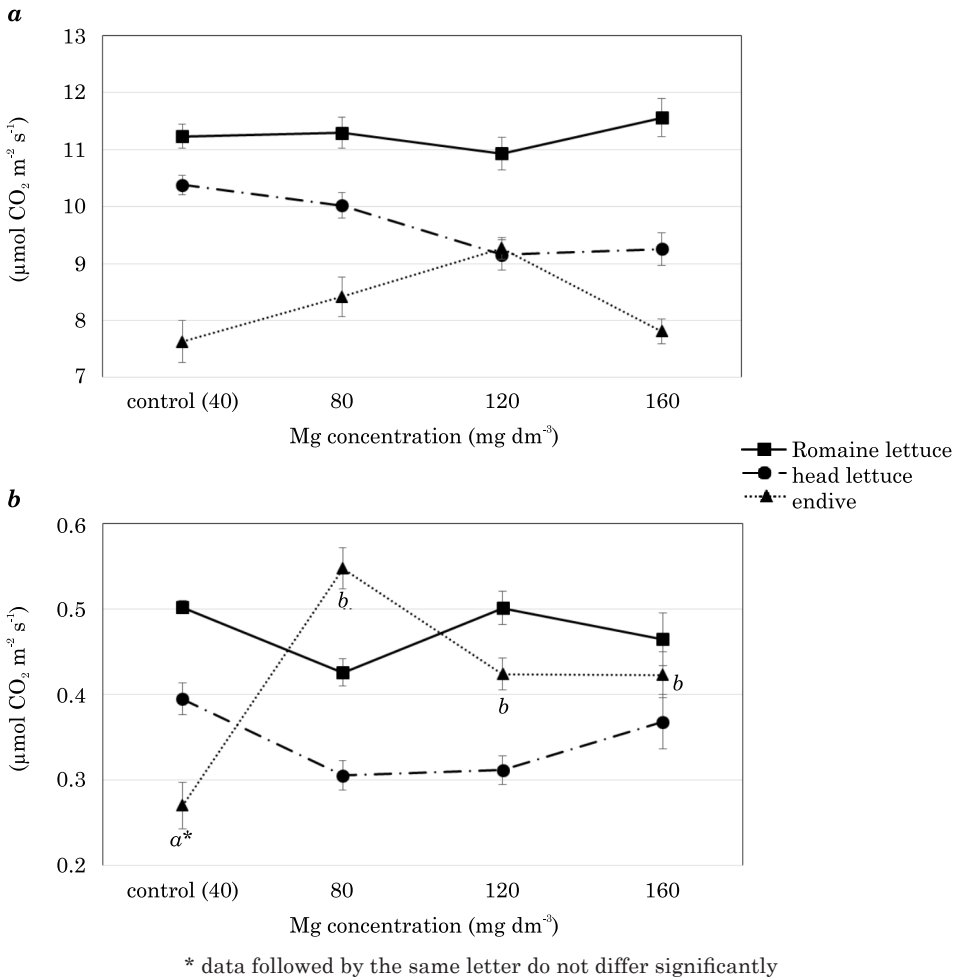 a
13
12
11
10
9
8
7
(μmol CO₂ m⁻² s⁻¹)
control (40) 80 120 160
Mg concentration (mg dm⁻³)
Romaine lettuce
head lettuce
endive
b
0.6
0.5
0.4
0.3
0.2
(μmol CO₂ m⁻² s⁻¹)
b
b
b
a*
control (40) 80 120 160
Mg concentration (mg dm⁻³)
* data followed by the same letter do not differ significantly